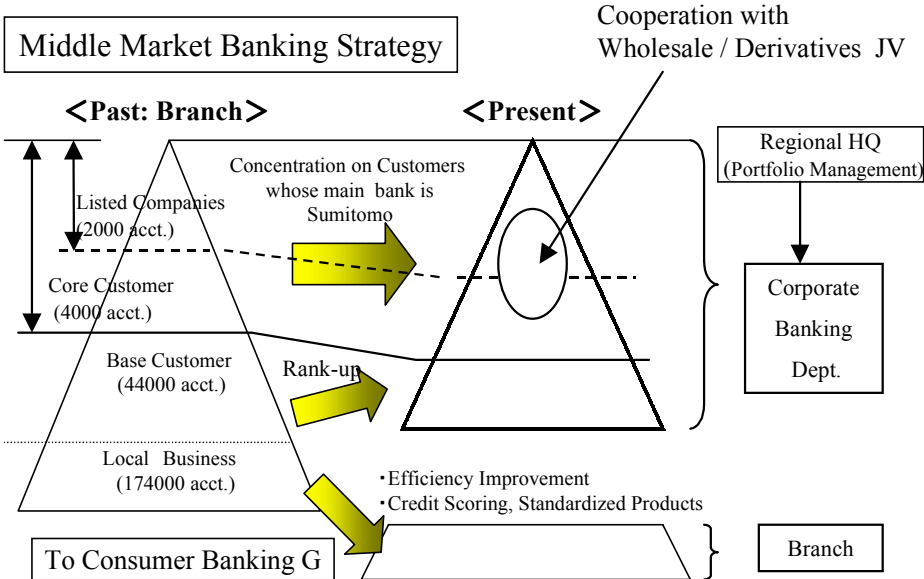 Cooperation with
Wholesale / Derivatives JV
Middle Market Banking Strategy
＜Past: Branch＞
＜Present＞
Regional HQ
(Portfolio Management)
Concentration on Customers
whose main bank is
Sumitomo
Listed Companies
(2000 acct.)
Core Customer
(4000 acct.)
Corporate
Banking
Dept.
Base Customer
(44000 acct.)
Rank-up
Local Business
(174000 acct.)
・Efficiency Improvement
・Credit Scoring, Standardized Products
To Consumer Banking G
Branch